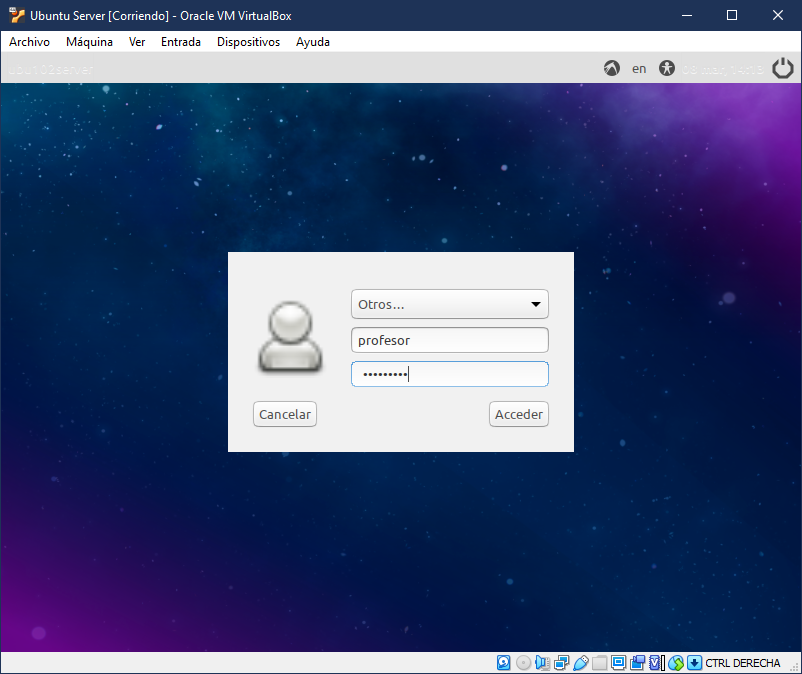 Ubuntu Server [Corriendo] - Oracle VM VirtualBox
Archivo Máquina Ver Entrada Dispositivos Ayuda
en
Otros...
profesor
•••••••••
Cancelar Acceder
CTRL DERECHA